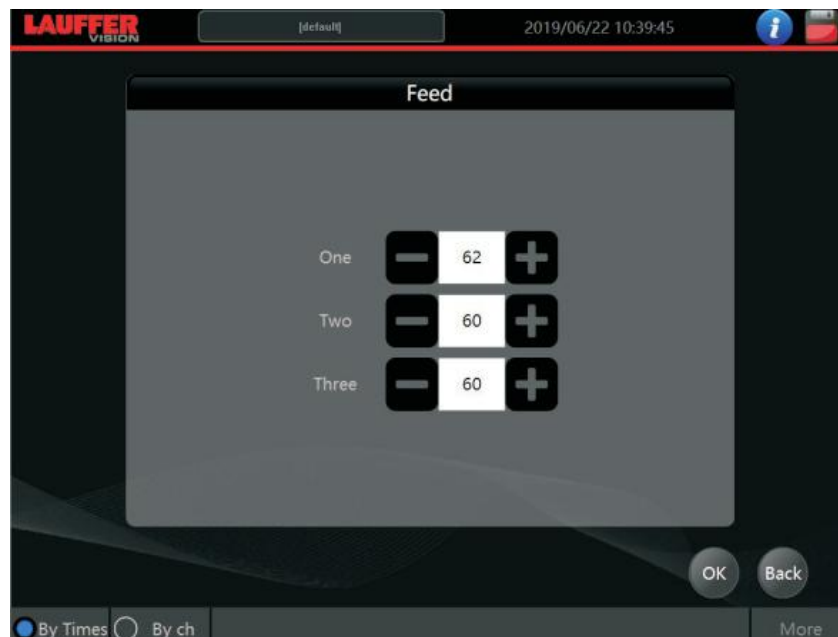 LAUFFER
VISION
[default]
2019/06/22 10:39:45
i
Feed
One 62
Two 60
Three 60
OK Back
By Times By ch More